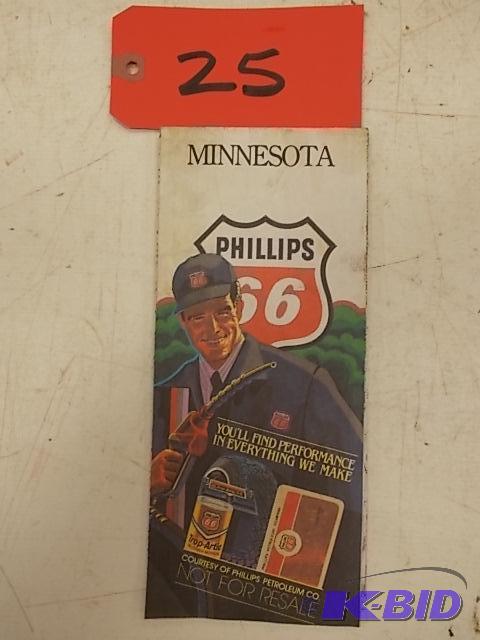 25
MINNESOTA
PHILLIPS
66
YOU'LL FIND PERFORMANCE
IN EVERYTHING WE MAKE
66
Trop-Artic
COURTESY OF PHILLIPS PETROLEUM CO.
NOT FOR RESALE
K-BID